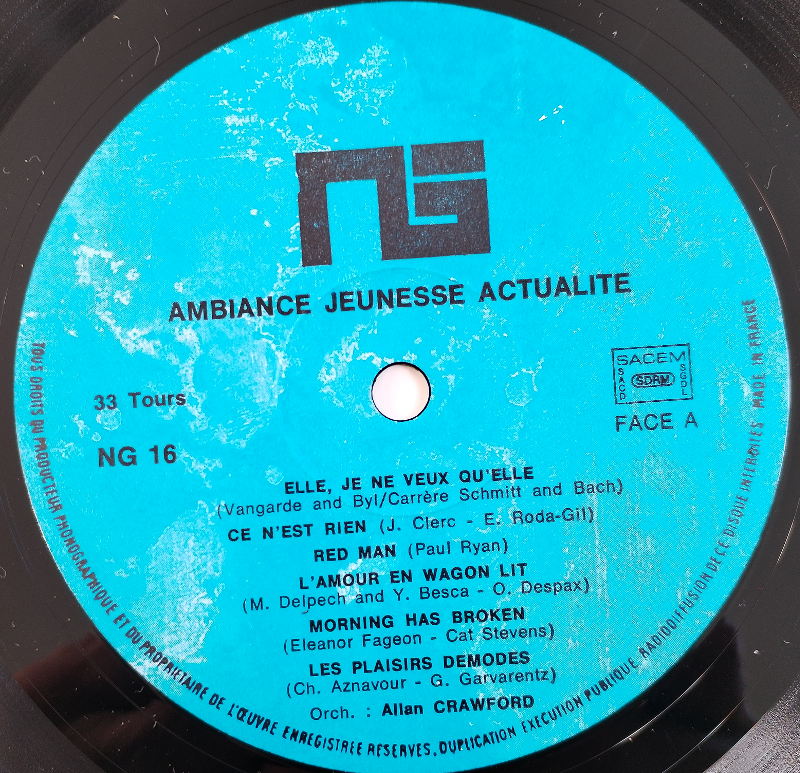 NG
AMBIANCE JEUNESSE ACTUALITE
33 Tours
NG 16
SACEM
SACD
SDRM
SGDL
FACE A
ELLE, JE NE VEUX QU'ELLE
(Vangarde and Byl/Carrère Schmitt and Bach)
CE N'EST RIEN (J. Clerc - E. Roda-Gil)
RED MAN (Paul Ryan)
L'AMOUR EN WAGON LIT
(M. Delpech and Y. Besca - O. Despax)
MORNING HAS BROKEN
(Eleanor Fageon - Cat Stevens)
LES PLAISIRS DEMODES
(Ch. Aznavour - G. Garvarentz)
Orch. : Allan CRAWFORD
TOUS DROITS DU PRODUCTEUR PHONOGRAPHIQUE ET DU PROPRIETAIRE DE L'ŒUVRE ENREGISTREE RESERVES. DUPLICATION EXECUTION PUBLIQUE, RADIODIFFUSION DE CE DISQUE INTERDITES MADE IN FRANCE